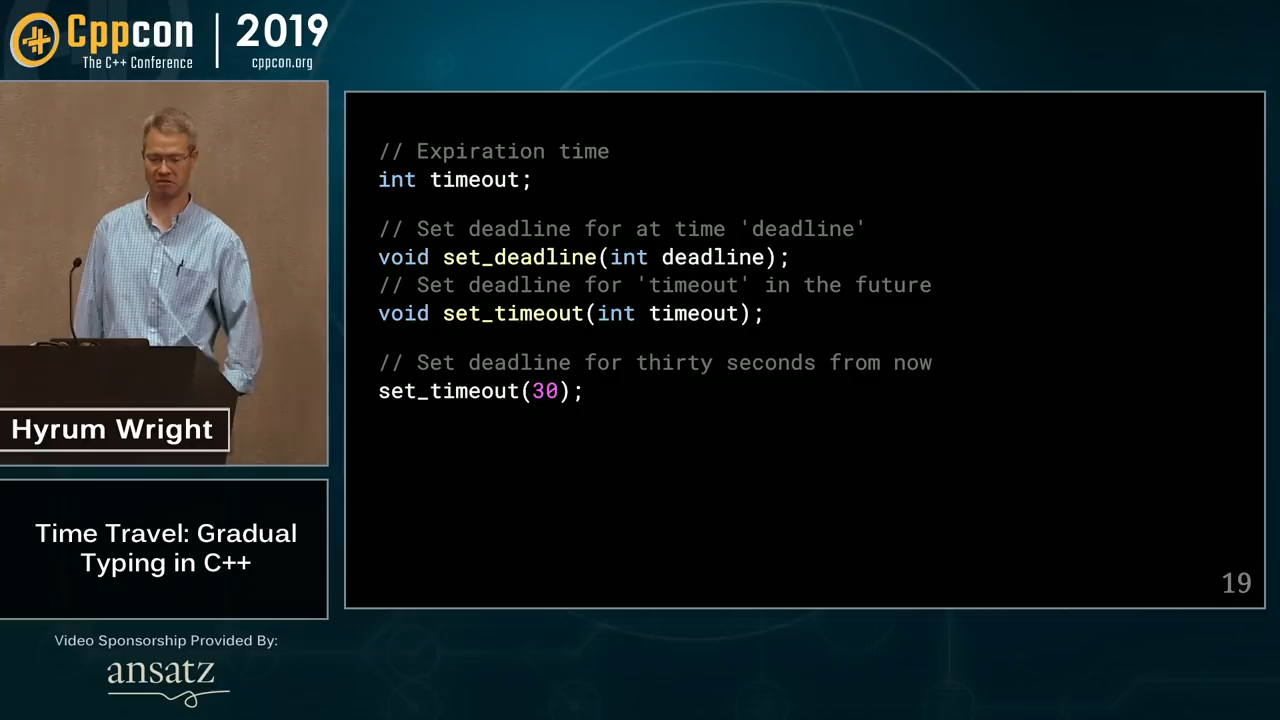 Cppcon
The C++ Conference
2019
cppcon.org
// Expiration time
int timeout;
// Set deadline for at time 'deadline'
void set_deadline(int deadline);
// Set deadline for 'timeout' in the future
void set_timeout(int timeout);
// Set deadline for thirty seconds from now
set_timeout(30);
19
Hyrum Wright
Time Travel: Gradual
Typing in C++
Video Sponsorship Provided By:
ansatz